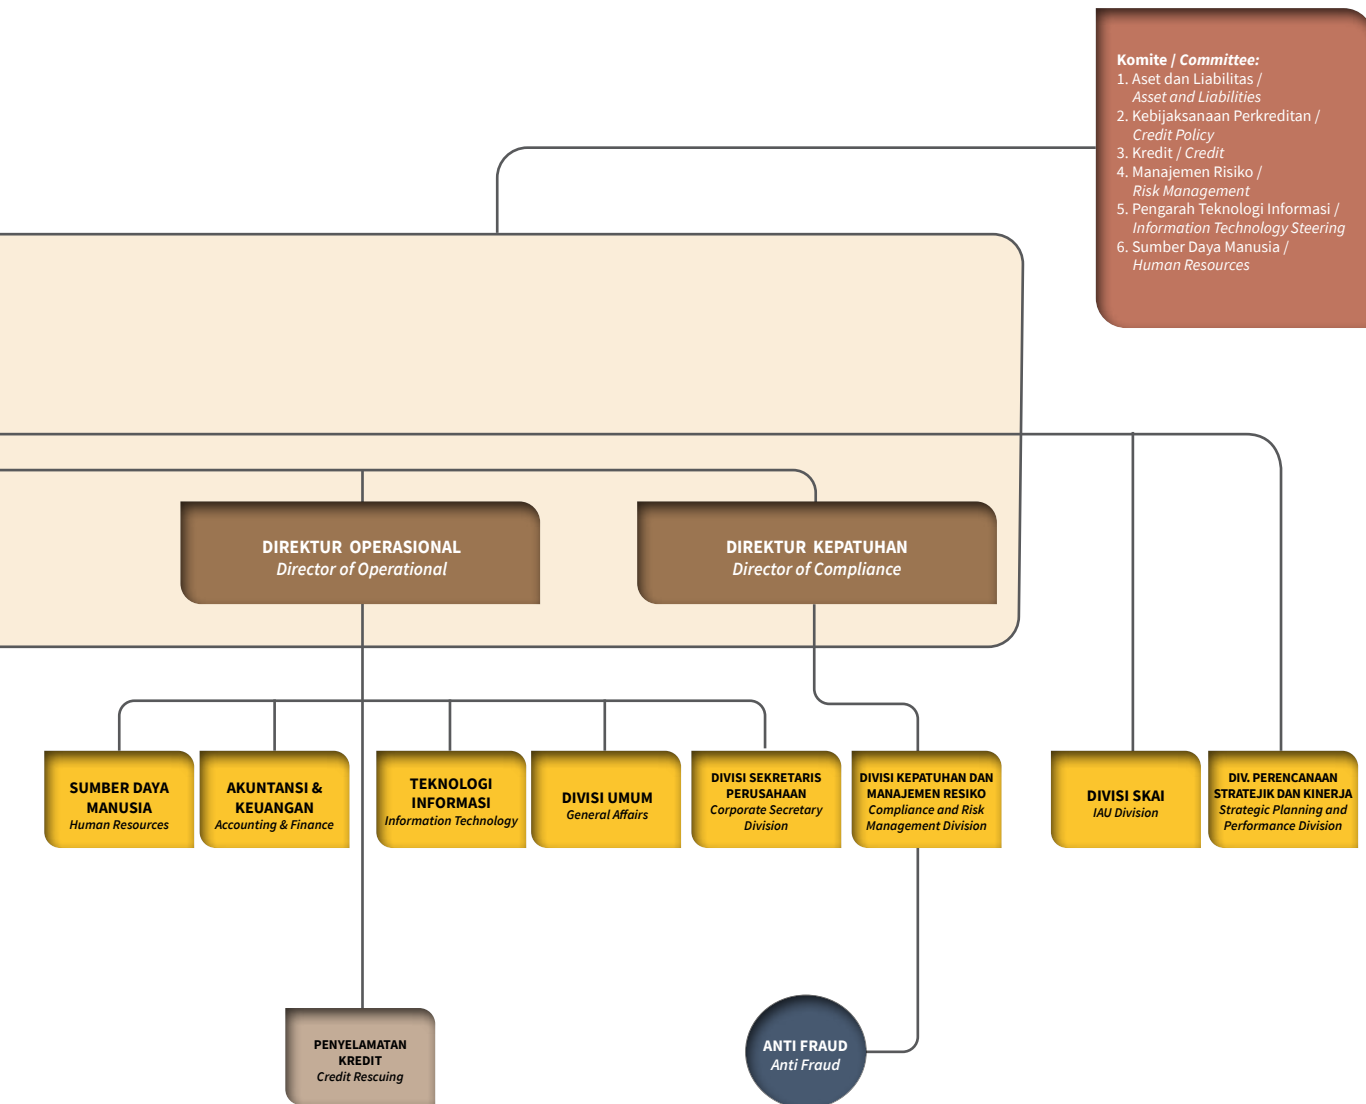 Komite / Committee:
1. Aset dan Liabilitas /
Asset and Liabilities
2. Kebijaksanaan Perkreditan /
Credit Policy
3. Kredit / Credit
4. Manajemen Risiko /
Risk Management
5. Pengarah Teknologi Informasi /
Information Technology Steering
6. Sumber Daya Manusia /
Human Resources
DIREKTUR OPERASIONAL
Director of Operational
DIREKTUR KEPATUHAN
Director of Compliance
SUMBER DAYA
MANUSIA
Human Resources
AKUNTANSI &
KEUANGAN
Accounting & Finance
TEKNOLOGI
INFORMASI
Information Technology
DIVISI UMUM
General Affairs
DIVISI SEKRETARIS
PERUSAHAAN
Corporate Secretary
Division
DIVISI KEPATUHAN DAN
MANAJEMEN RESIKO
Compliance and Risk
Management Division
DIVISI SKAI
IAU Division
DIV. PERENCANAAN
STRATEJIK DAN KINERJA
Strategic Planning and
Performance Division
PENYELAMATAN
KREDIT
Credit Rescuing
ANTI FRAUD
Anti Fraud